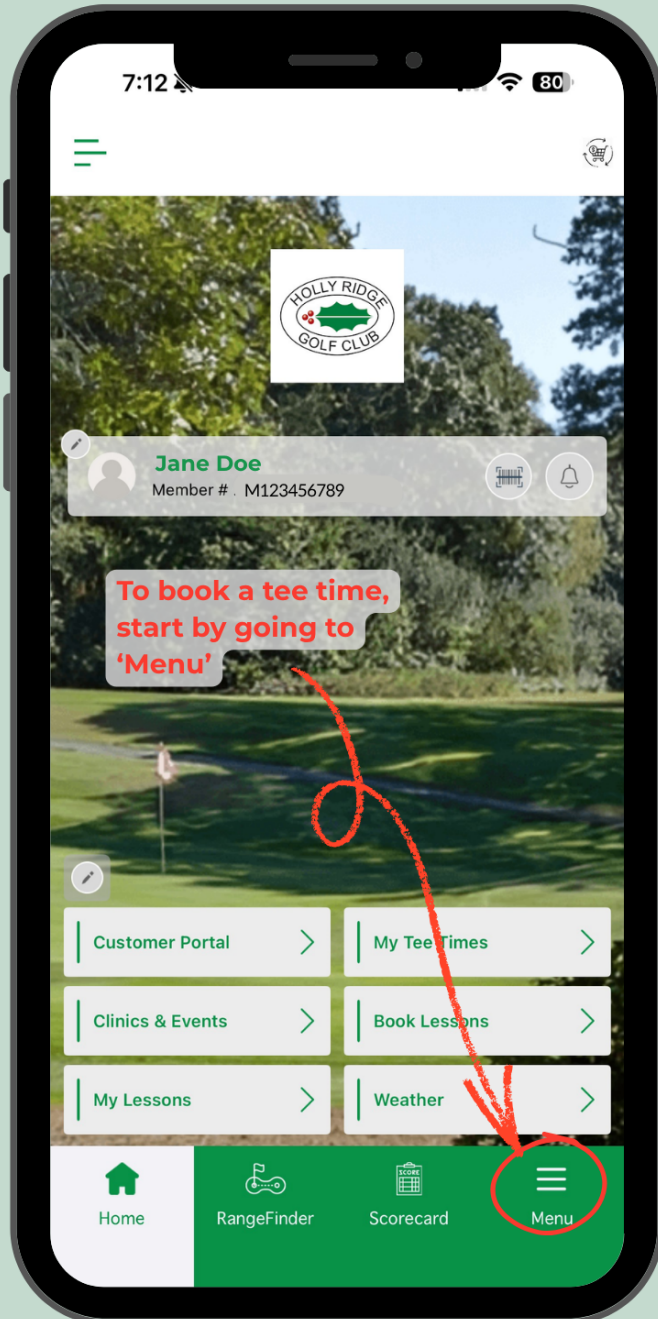 7:12
80
HOLLY RIDGE
GOLF CLUB
Jane Doe
Member # . M123456789
To book a tee time,
start by going to
‘Menu’
Customer Portal
My Tee Times
Clinics & Events
Book Lessons
My Lessons
Weather
SCORE
Home
RangeFinder
Scorecard
Menu